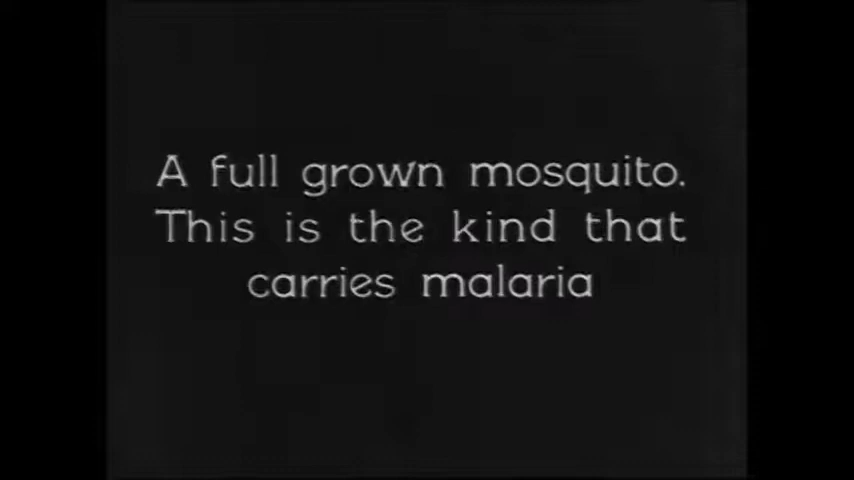 A full grown mosquito.
This is the kind that
carries malaria